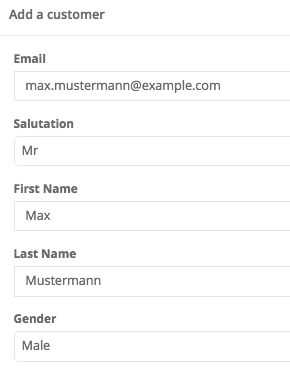 Add a customer
Email
max.mustermann@example.com
Salutation
Mr
First Name
Max
Last Name
Mustermann
Gender
Male